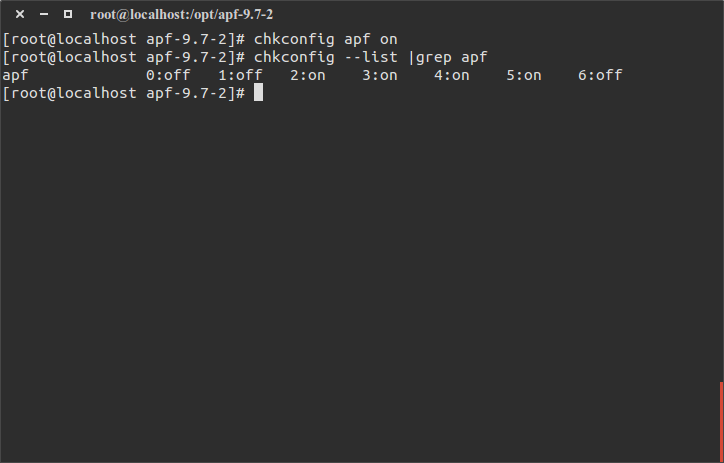 root@localhost:/opt/apf-9.7-2
[root@localhost apf-9.7-2]# chkconfig apf on
[root@localhost apf-9.7-2]# chkconfig --list |grep apf
apf             0:off   1:off   2:on    3:on    4:on    5:on    6:off
[root@localhost apf-9.7-2]#